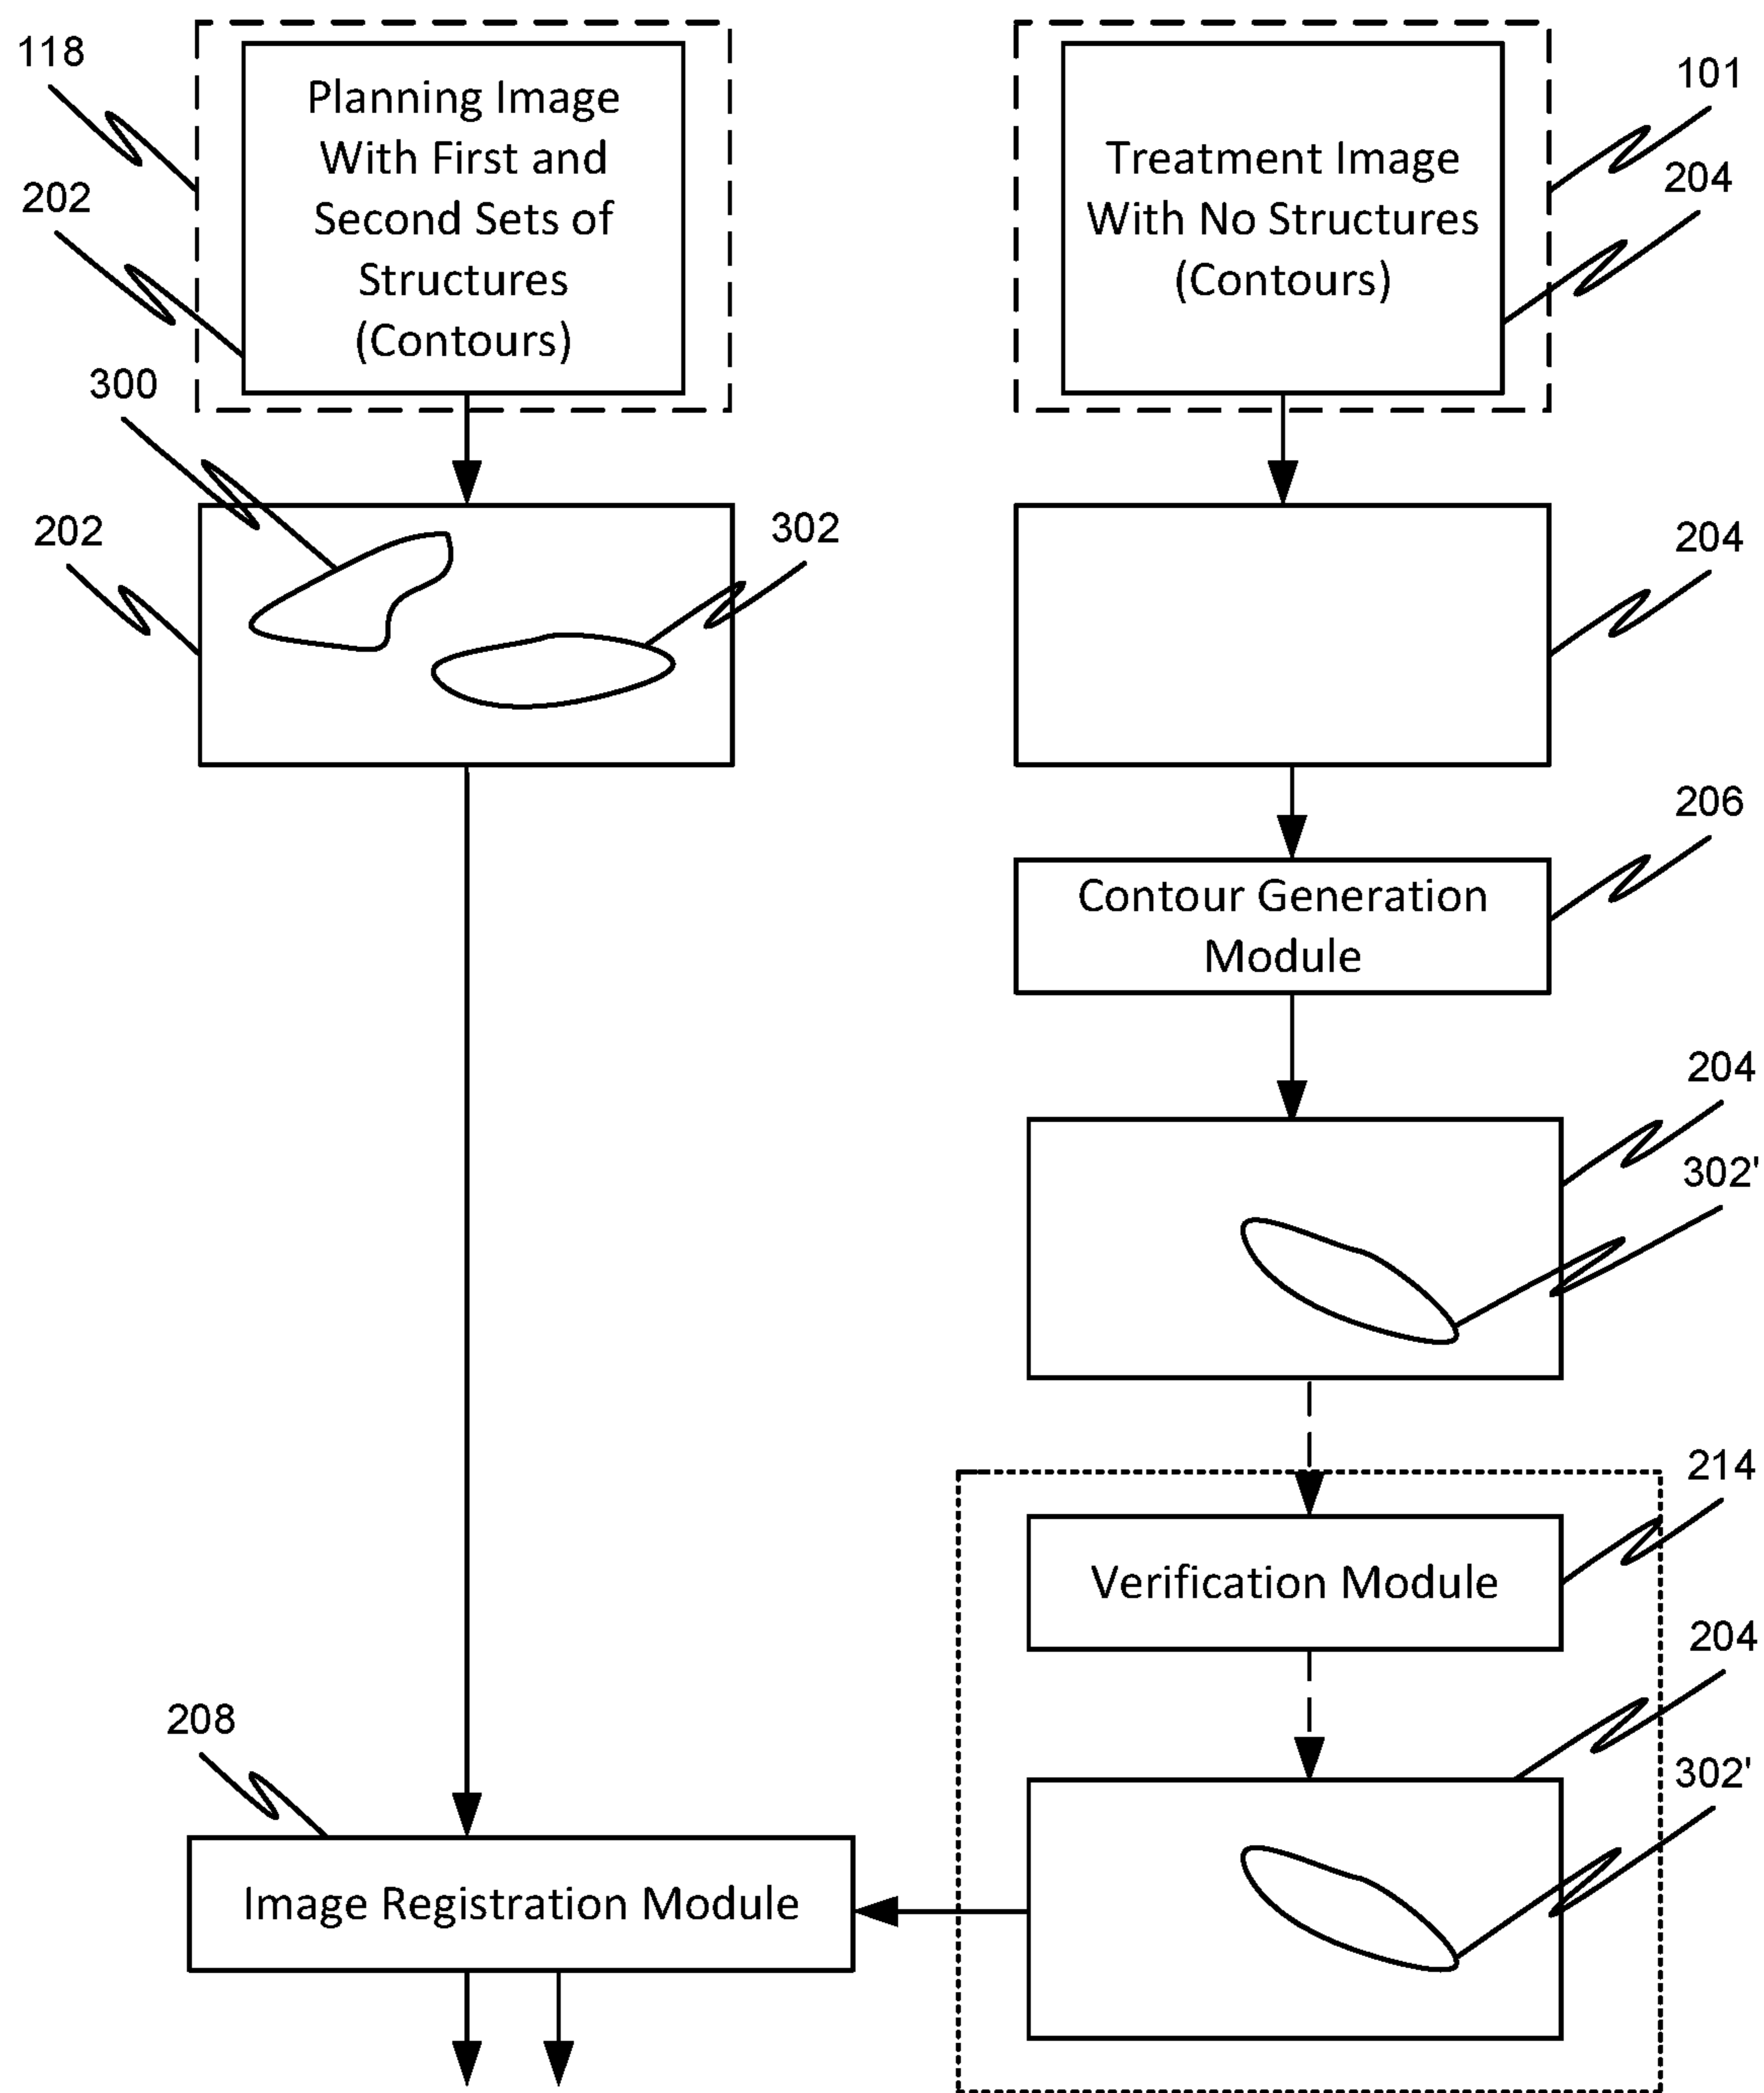 118
Planning Image
With First and
Second Sets of
Structures
(Contours)
202
300
101
Treatment Image
With No Structures
(Contours)
204
202
302
204
206
Contour Generation
Module
204
302'
214
Verification Module
204
302'
208
Image Registration Module